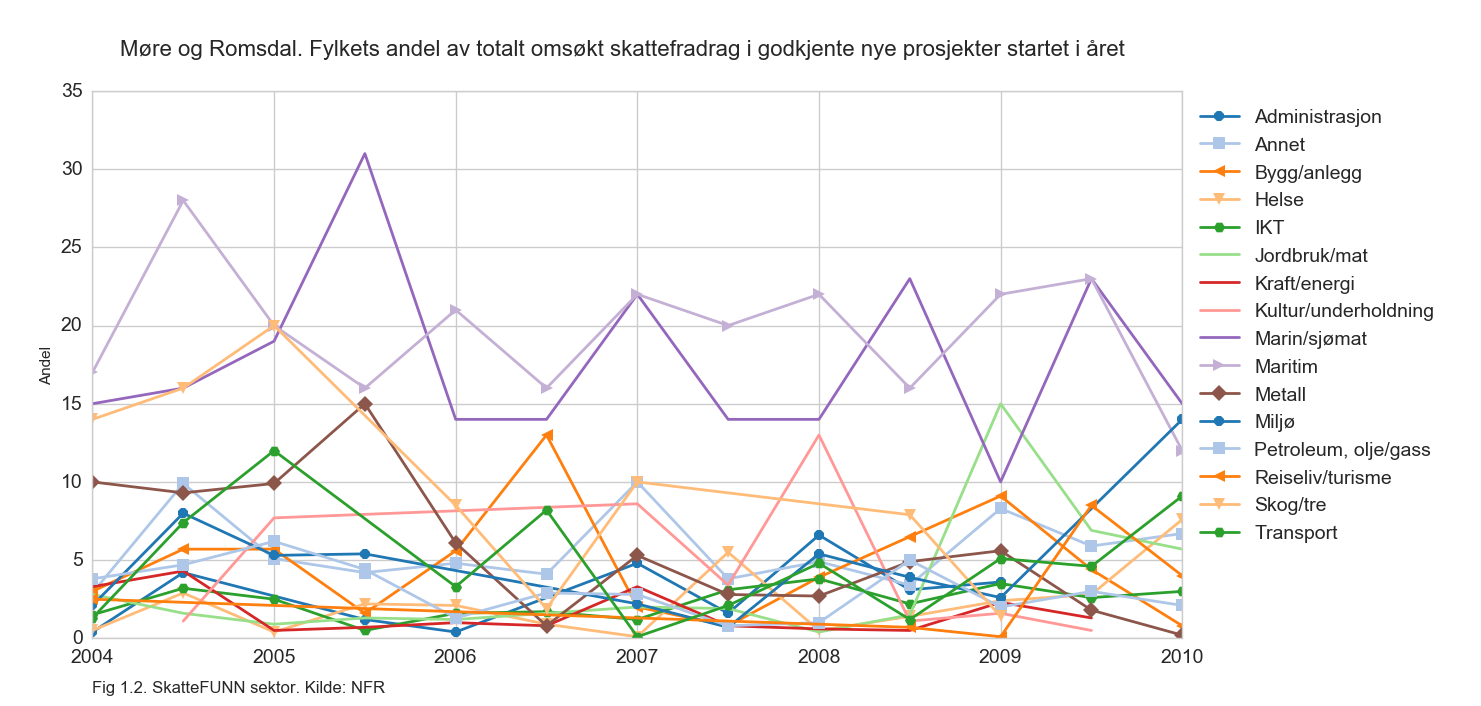 Møre og Romsdal. Fylkets andel av totalt omsøkt skattefradrag i godkjente nye prosjekter startet i året
35
30
25
20
15
10
5
0
Andel
2004 2005 2006 2007 2008 2009 2010
Administrasjon
Annet
Bygg/anlegg
Helse
IKT
Jordbruk/mat
Kraft/energi
Kultur/underholdning
Marin/sjømat
Maritim
Metall
Miljø
Petroleum, olje/gass
Reiseliv/turisme
Skog/tre
Transport
Fig 1.2. SkatteFUNN sektor. Kilde: NFR